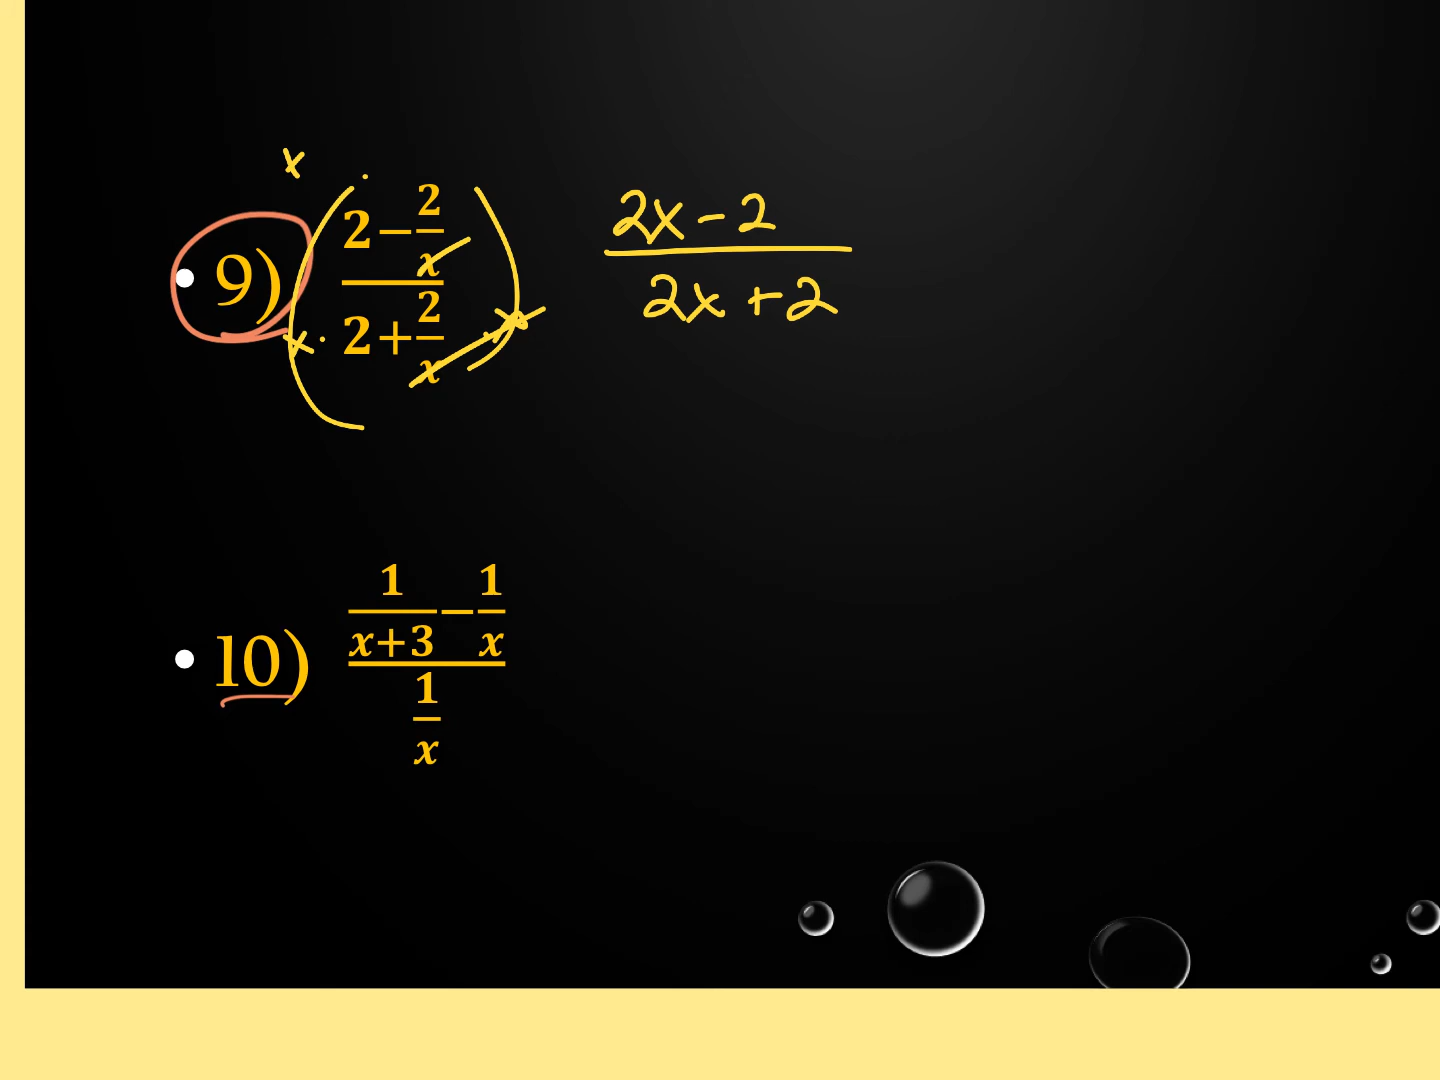 x
• 9) (2 − 2/x)/(2 + 2/x) x· ·x
(2x − 2)/(2x + 2)
• 10) (1/(x+3) − 1/x)/(1/x)